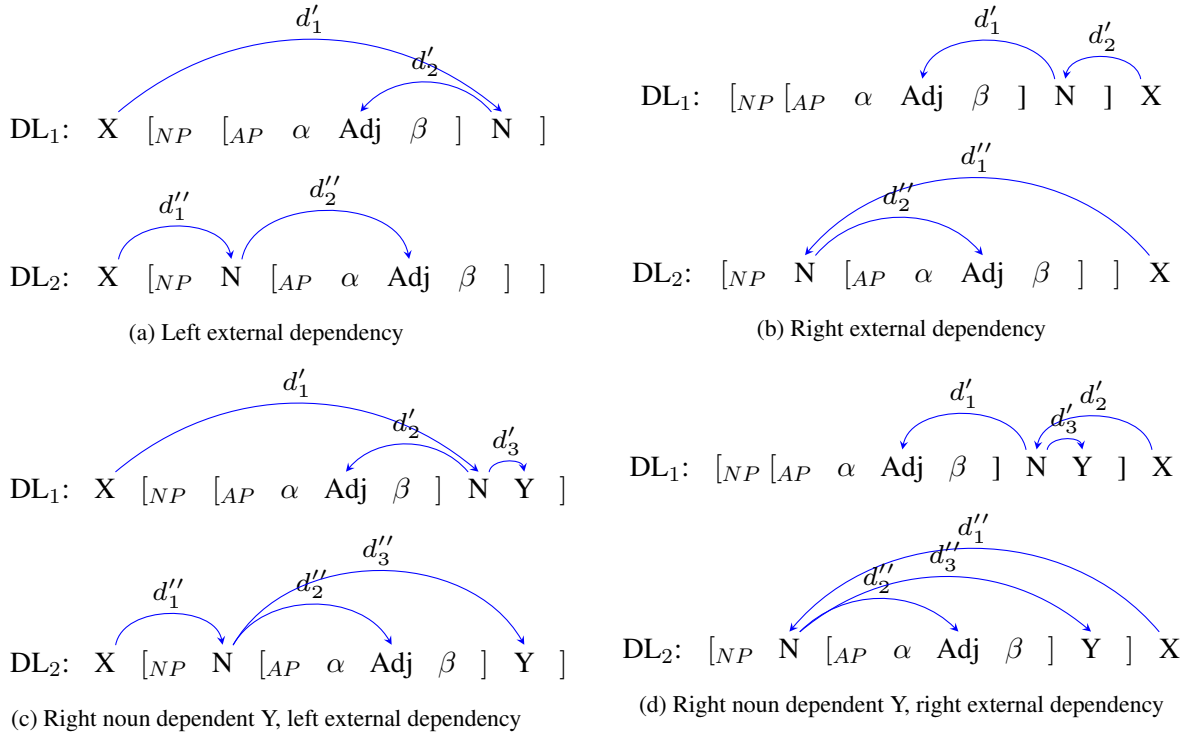 d′₁
d′₂
DL₁: X [NP [AP α Adj β ] N ]
d″₁ d″₂
DL₂: X [NP N [AP α Adj β ] ]
(a) Left external dependency
d′₁ d′₂
DL₁: [NP [AP α Adj β ] N ] X
d″₁
d″₂
DL₂: [NP N [AP α Adj β ] ] X
(b) Right external dependency
d′₁
d′₂ d′₃
DL₁: X [NP [AP α Adj β ] N Y ]
d″₃
d″₁ d″₂
DL₂: X [NP N [AP α Adj β ] Y ]
(c) Right noun dependent Y, left external dependency
d′₁ d′₂
d′₃
DL₁: [NP [AP α Adj β ] N Y ] X
d″₁
d″₃
d″₂
DL₂: [NP N [AP α Adj β ] Y ] X
(d) Right noun dependent Y, right external dependency